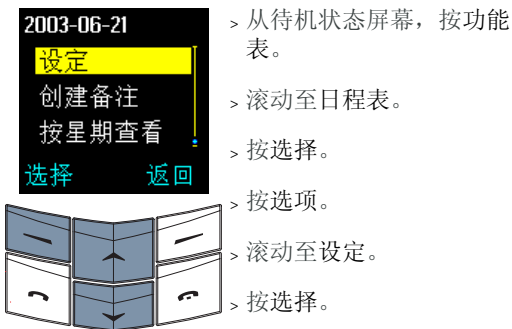 2003-06-21
设定
创建备注
按星期查看
选择 返回
> 从待机状态屏幕，按功能
表。
> 滚动至日程表。
> 按选择。
> 按选项。
> 滚动至设定。
> 按选择。